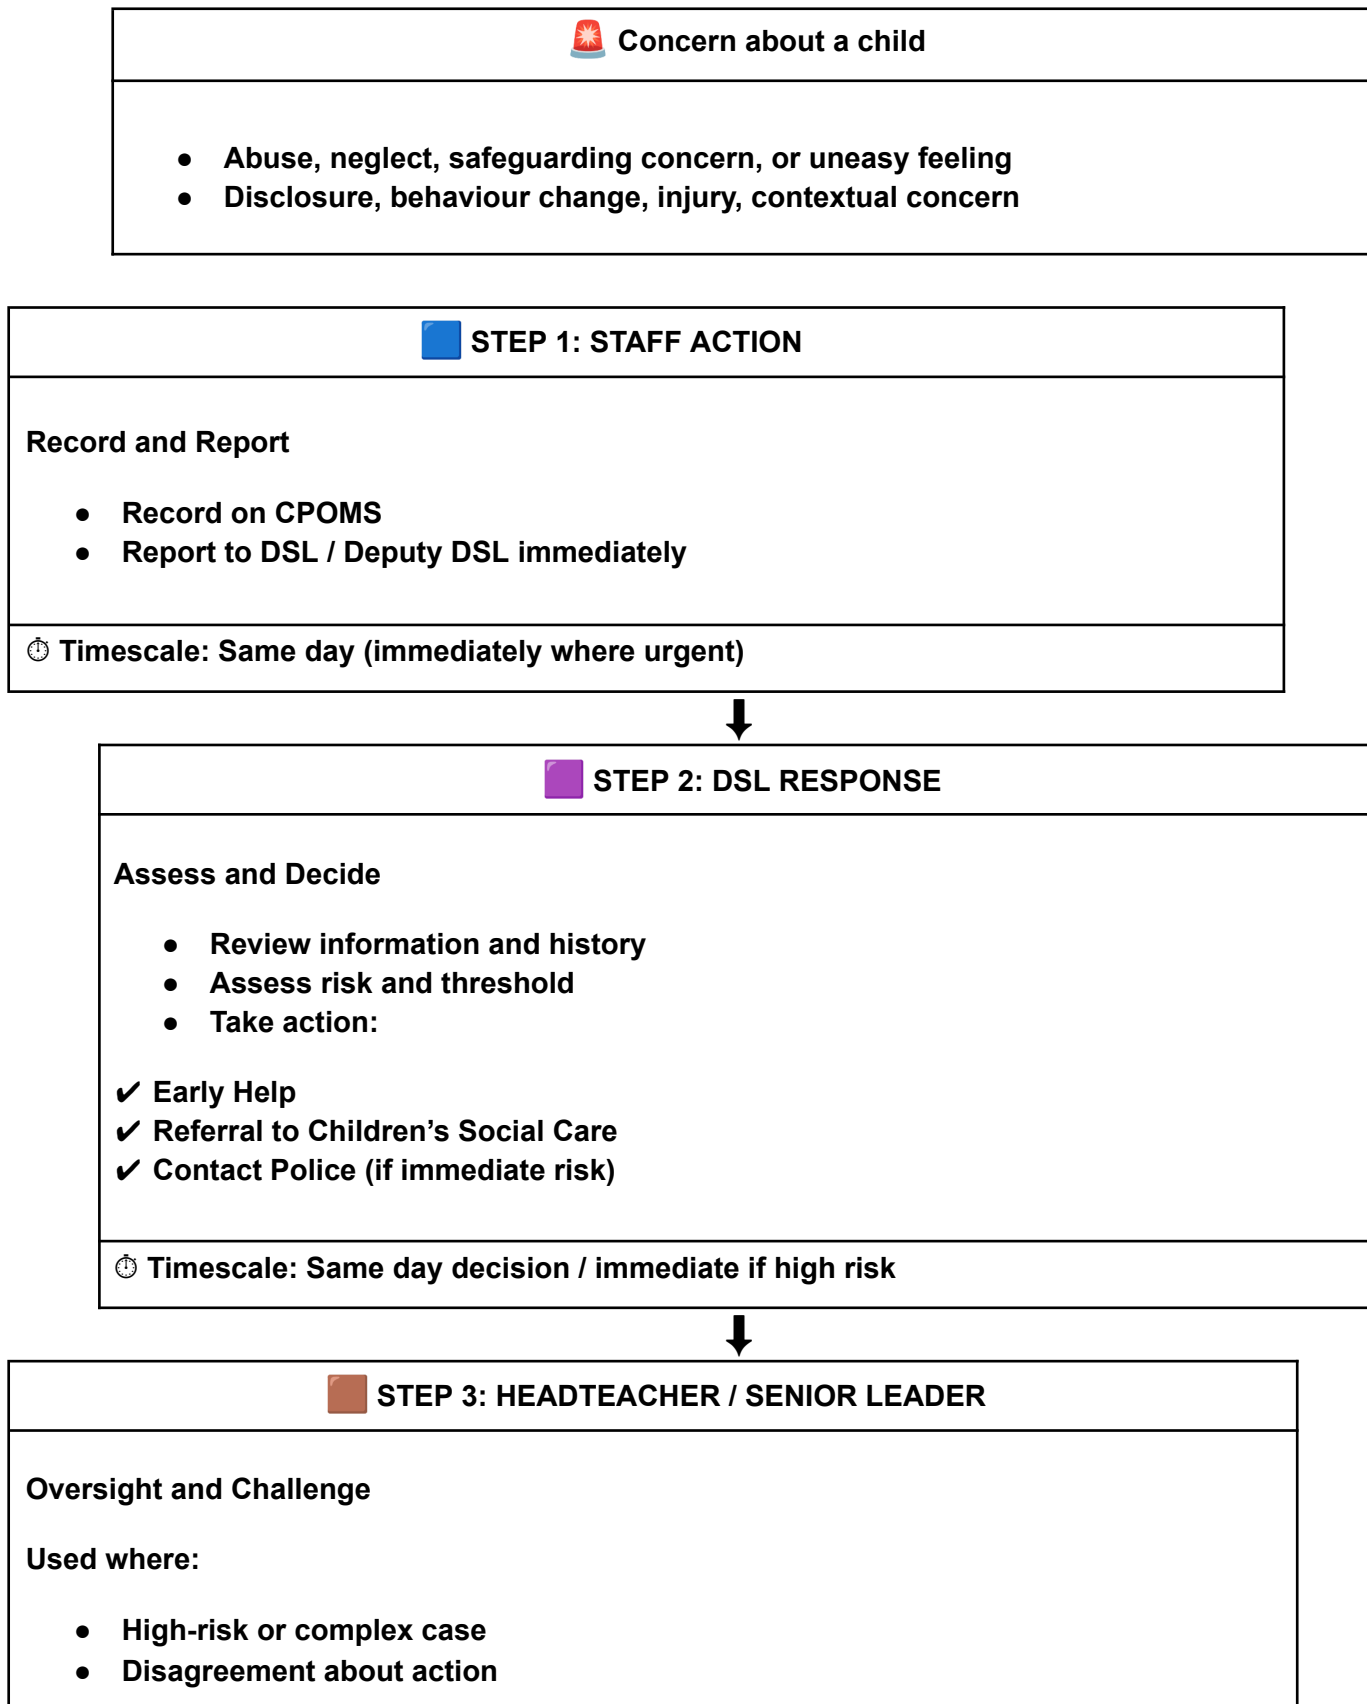 🚨 Concern about a child
● Abuse, neglect, safeguarding concern, or uneasy feeling
● Disclosure, behaviour change, injury, contextual concern
🟦 STEP 1: STAFF ACTION
Record and Report
● Record on CPOMS
● Report to DSL / Deputy DSL immediately
⏱ Timescale: Same day (immediately where urgent)
⬇
🟪 STEP 2: DSL RESPONSE
Assess and Decide
● Review information and history
● Assess risk and threshold
● Take action:
✔ Early Help
✔ Referral to Children’s Social Care
✔ Contact Police (if immediate risk)
⏱ Timescale: Same day decision / immediate if high risk
⬇
🟫 STEP 3: HEADTEACHER / SENIOR LEADER
Oversight and Challenge
Used where:
● High-risk or complex case
● Disagreement about action